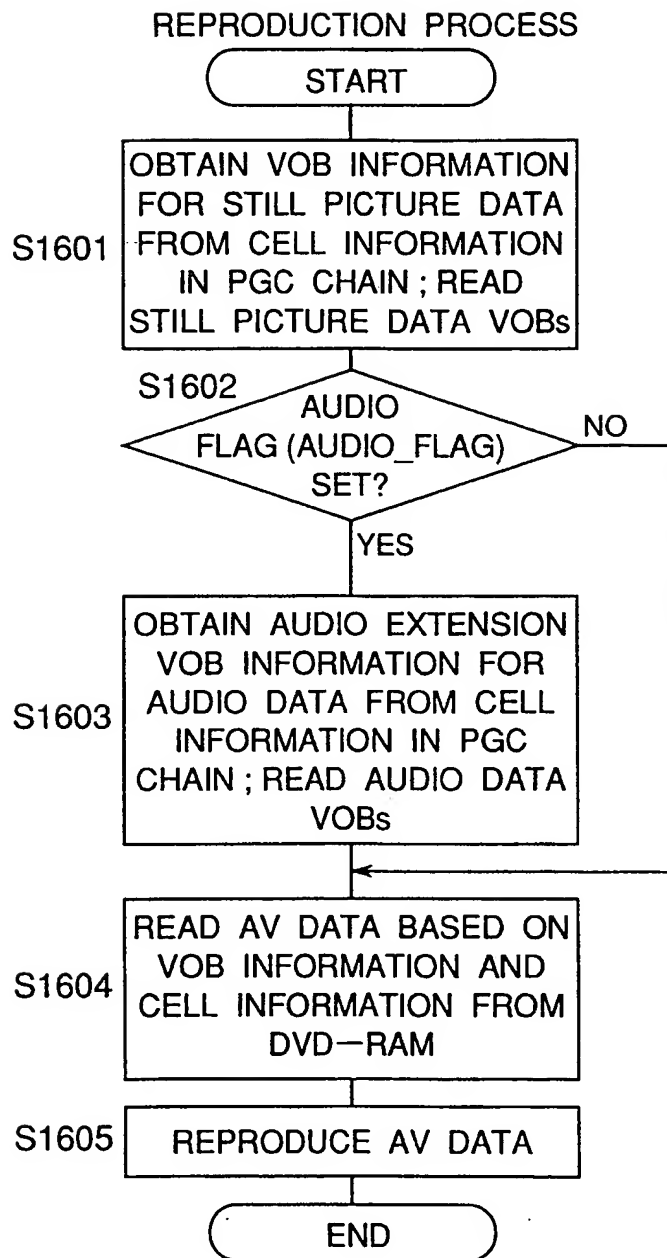 REPRODUCTION PROCESS
START
S1601
OBTAIN VOB INFORMATION
FOR STILL PICTURE DATA
FROM CELL INFORMATION
IN PGC CHAIN ; READ
STILL PICTURE DATA VOBs
S1602
AUDIO
FLAG (AUDIO_FLAG)
SET?
NO
YES
S1603
OBTAIN AUDIO EXTENSION
VOB INFORMATION FOR
AUDIO DATA FROM CELL
INFORMATION IN PGC
CHAIN ; READ AUDIO DATA
VOBs
S1604
READ AV DATA BASED ON
VOB INFORMATION AND
CELL INFORMATION FROM
DVD—RAM
S1605
REPRODUCE AV DATA
END